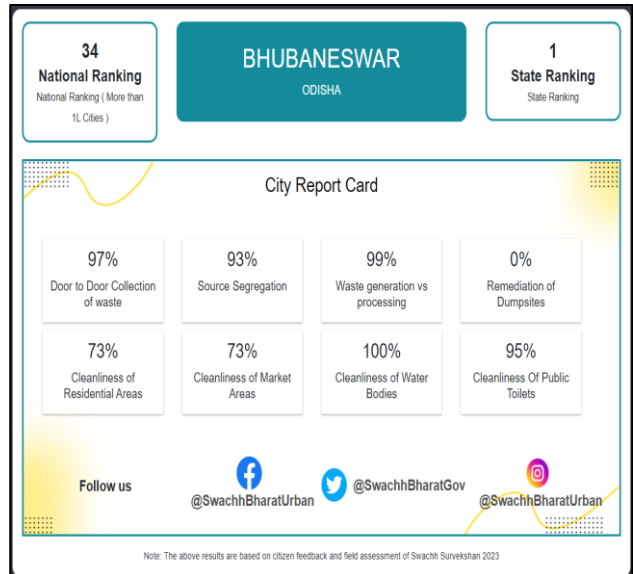 34
National Ranking
National Ranking ( More than
1L Cities )
BHUBANESWAR
ODISHA
1
State Ranking
State Ranking
City Report Card
97%
Door to Door Collection
of waste
93%
Source Segregation
99%
Waste generation vs
processing
0%
Remediation of
Dumpsites
73%
Cleanliness of
Residential Areas
73%
Cleanliness of Market
Areas
100%
Cleanliness of Water
Bodies
95%
Cleanliness Of Public
Toilets
Follow us
@SwachhBharatUrban
@SwachhBharatGov
@SwachhBharatUrban
Note: The above results are based on citizen feedback and field assessment of Swachh Survekshan 2023